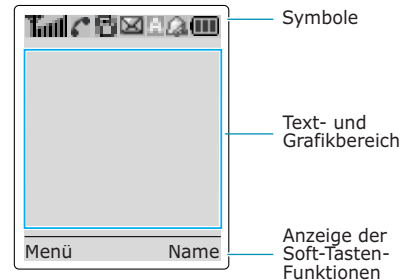 Symbole
Text- und
Grafikbereich
Menü Name
Anzeige der
Soft-Tasten-
Funktionen